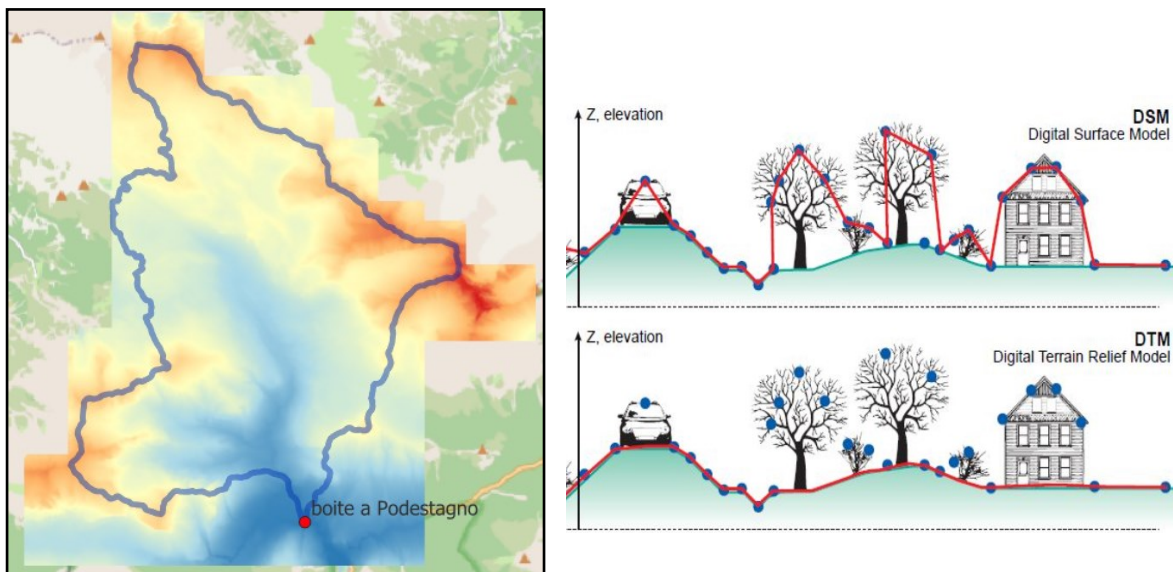 boite a Podestagno
Z, elevation
DSM
Digital Surface Model
Z, elevation
DTM
Digital Terrain Relief Model